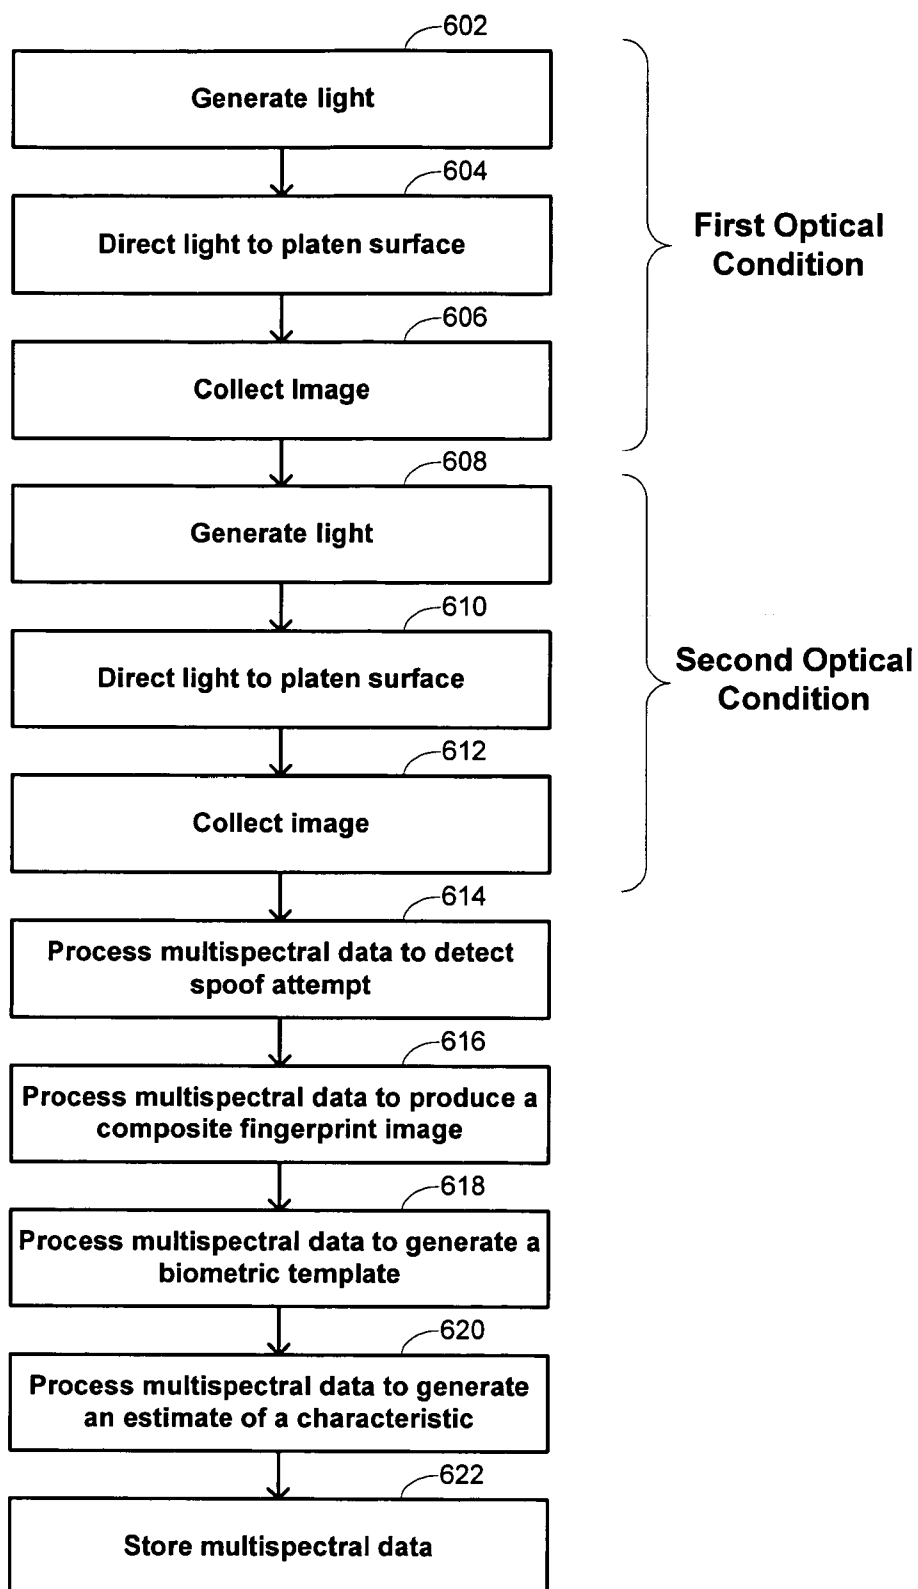 602
Generate light
604
Direct light to platen surface
First Optical
Condition
606
Collect Image
608
Generate light
610
Direct light to platen surface
Second Optical
Condition
612
Collect image
614
Process multispectral data to detect
spoof attempt
616
Process multispectral data to produce a
composite fingerprint image
618
Process multispectral data to generate a
biometric template
620
Process multispectral data to generate
an estimate of a characteristic
622
Store multispectral data